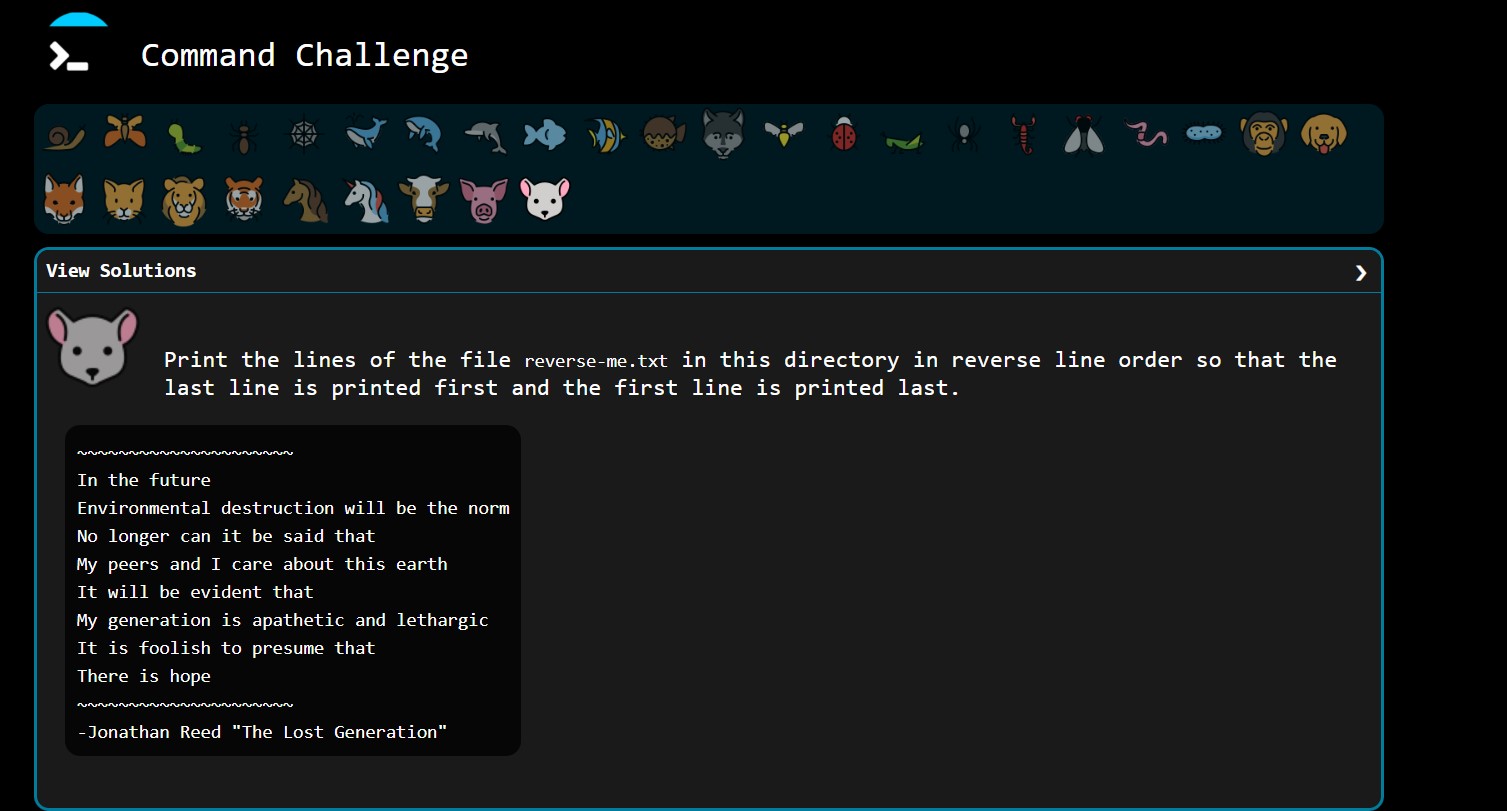 Command Challenge
View Solutions
Print the lines of the file reverse-me.txt in this directory in reverse line order so that the
last line is printed first and the first line is printed last.
~~~~~~~~~~~~~~~~~~~~~
In the future
Environmental destruction will be the norm
No longer can it be said that
My peers and I care about this earth
It will be evident that
My generation is apathetic and lethargic
It is foolish to presume that
There is hope
~~~~~~~~~~~~~~~~~~~~~
-Jonathan Reed "The Lost Generation"